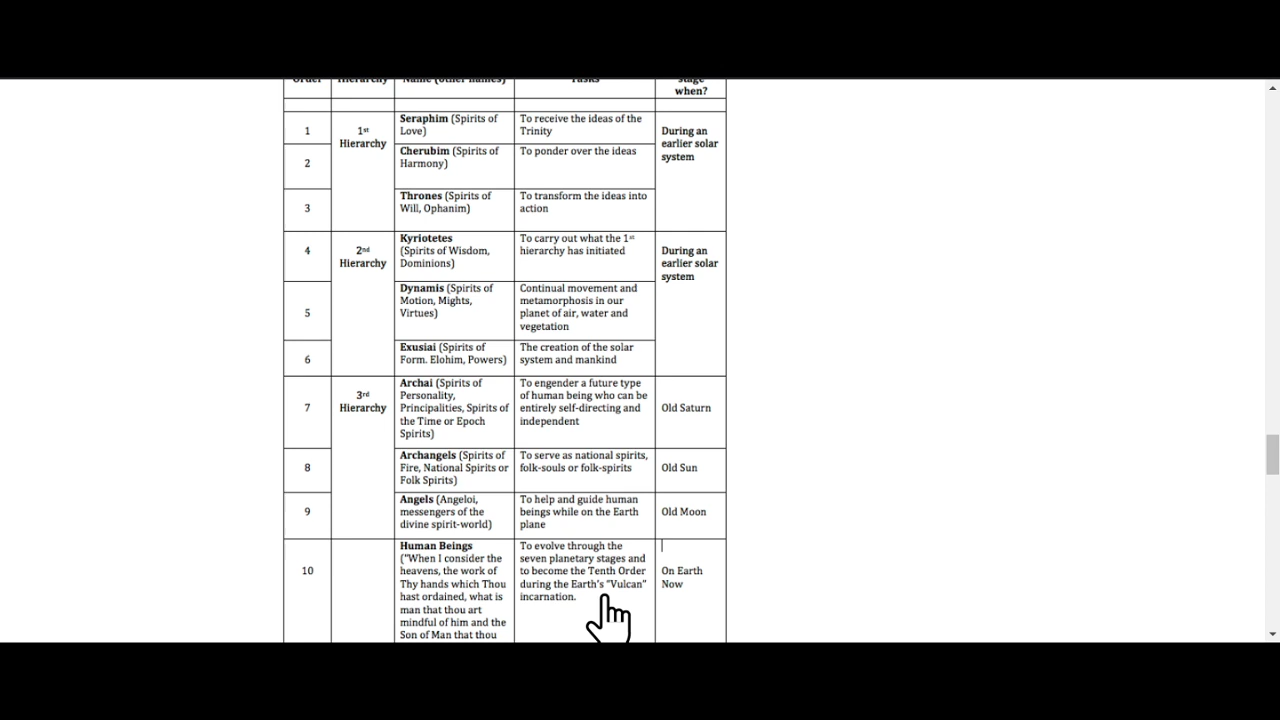 Order Hierarchy Name (other names) Tasks stage
when?
1
1st
Hierarchy
Seraphim (Spirits of
Love)
To receive the ideas of the
Trinity
During an
earlier solar
system
2
Cherubim (Spirits of
Harmony)
To ponder over the ideas
3
Thrones (Spirits of
Will, Ophanim)
To transform the ideas into
action
4
2nd
Hierarchy
Kyriotetes
(Spirits of Wisdom,
Dominions)
To carry out what the 1st
hierarchy has initiated
During an
earlier solar
system
5
Dynamis (Spirits of
Motion, Mights,
Virtues)
Continual movement and
metamorphosis in our
planet of air, water and
vegetation
6
Exusiai (Spirits of
Form. Elohim, Powers)
The creation of the solar
system and mankind
7
3rd
Hierarchy
Archai (Spirits of
Personality,
Principalities, Spirits of
the Time or Epoch
Spirits)
To engender a future type
of human being who can be
entirely self-directing and
independent
Old Saturn
8
Archangels (Spirits of
Fire, National Spirits or
Folk Spirits)
To serve as national spirits,
folk-souls or folk-spirits
Old Sun
9
Angels (Angeloi,
messengers of the
divine spirit-world)
To help and guide human
beings while on the Earth
plane
Old Moon
10
Human Beings
("When I consider the
heavens, the work of
Thy hands which Thou
hast ordained, what is
man that thou art
mindful of him and the
Son of Man that thou
To evolve through the
seven planetary stages and
to become the Tenth Order
during the Earth's "Vulcan"
incarnation.
On Earth
Now